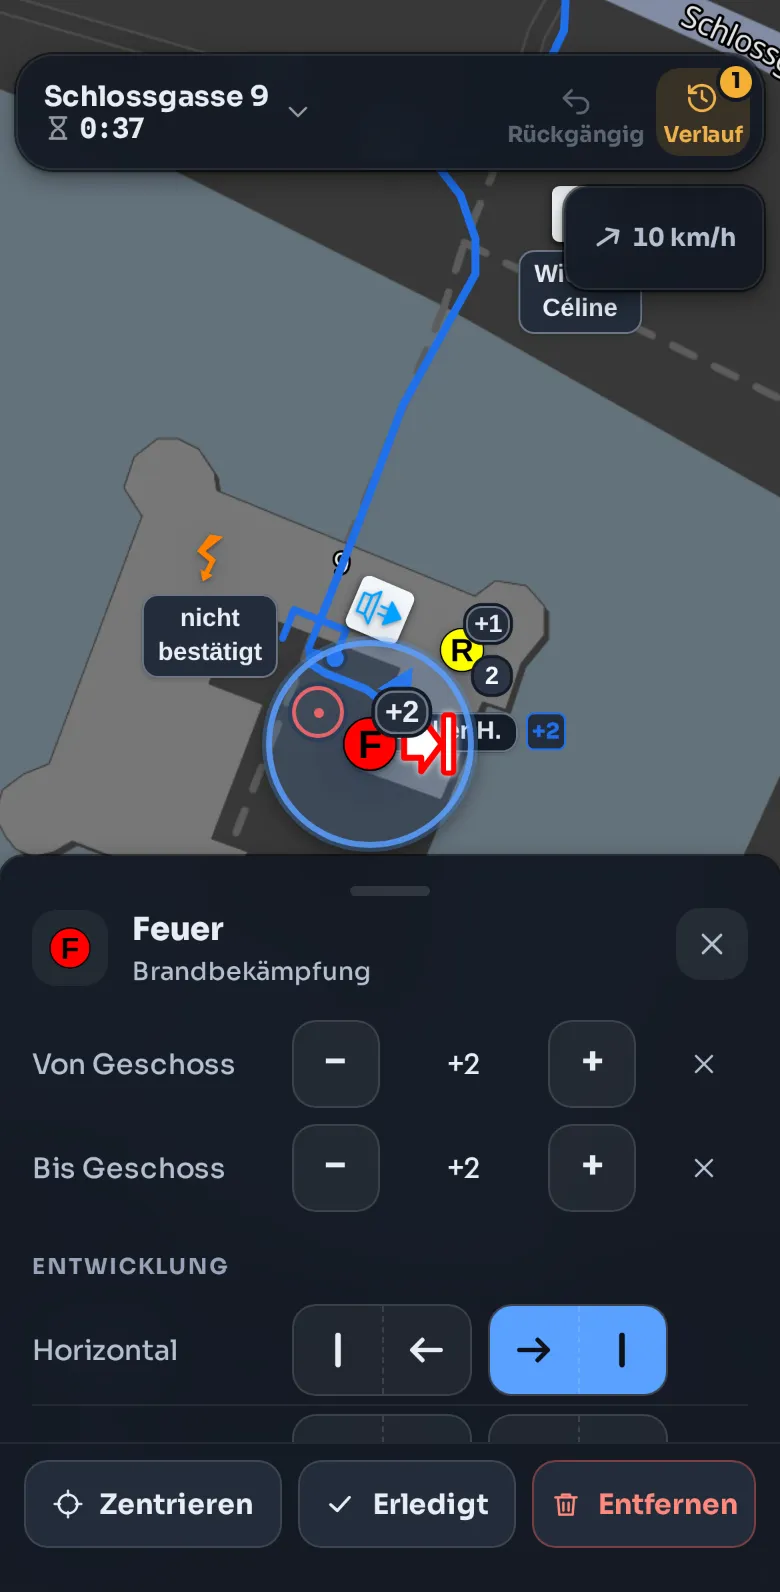 Schloss
Schlossgasse 9
0:37
Rückgängig
Verlauf
1
10 km/h
Céline
9
nicht
bestätigt
+1
R
2
+2
F
H.
+2
F
Feuer
Brandbekämpfung
Von Geschoss
−
+2
+
Bis Geschoss
−
+2
+
ENTWICKLUNG
Horizontal
Zentrieren
Erledigt
Entfernen